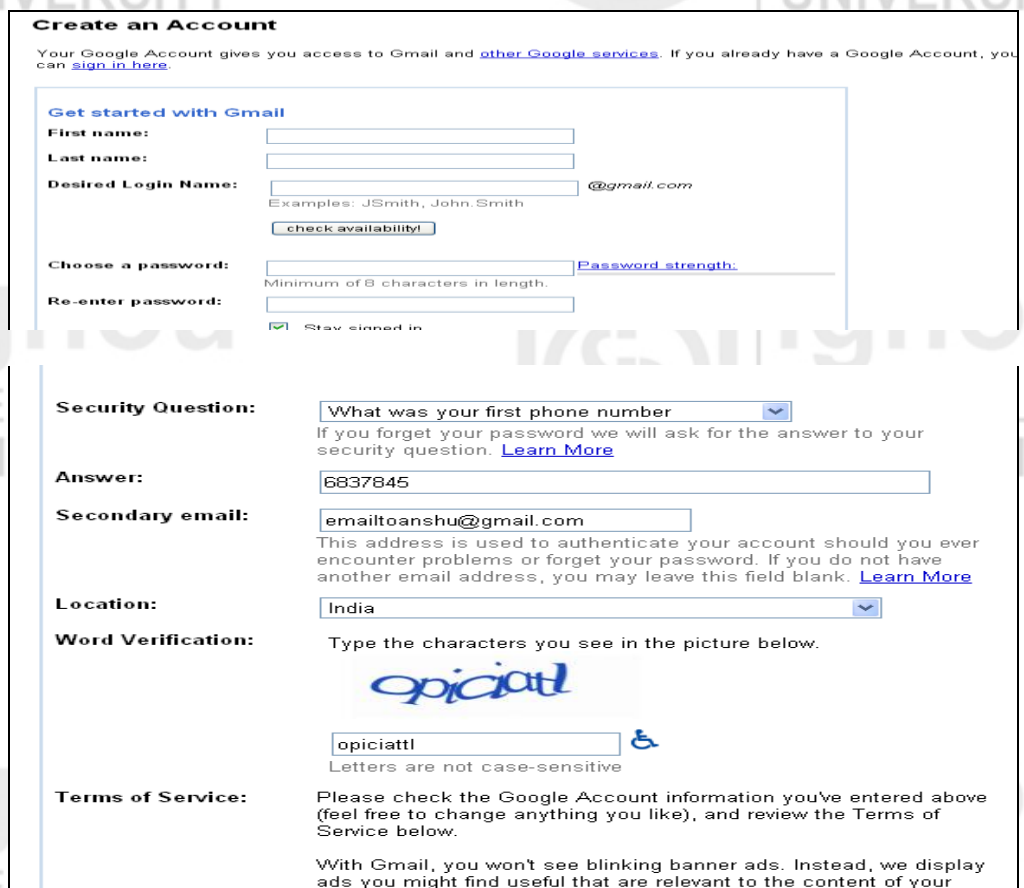 UNIVERSITY UNIVERSITY
Create an Account
Your Google Account gives you access to Gmail and other Google services. If you already have a Google Account, you
can sign in here.
Get started with Gmail
First name:
Last name:
Desired Login Name: @gmail.com
Examples: JSmith, John.Smith
check availability!
Choose a password: Password strength:
Minimum of 8 characters in length.
Re-enter password:
Stay signed in
ignou ignou
Security Question: What was your first phone number
If you forget your password we will ask for the answer to your
security question. Learn More
Answer: 6837845
Secondary email: emailtoanshu@gmail.com
This address is used to authenticate your account should you ever
encounter problems or forget your password. If you do not have
another email address, you may leave this field blank. Learn More
Location: India
Word Verification: Type the characters you see in the picture below.
opiciattl
Letters are not case-sensitive
Terms of Service: Please check the Google Account information you've entered above
(feel free to change anything you like), and review the Terms of
Service below.
With Gmail, you won't see blinking banner ads. Instead, we display
ads you might find useful that are relevant to the content of your